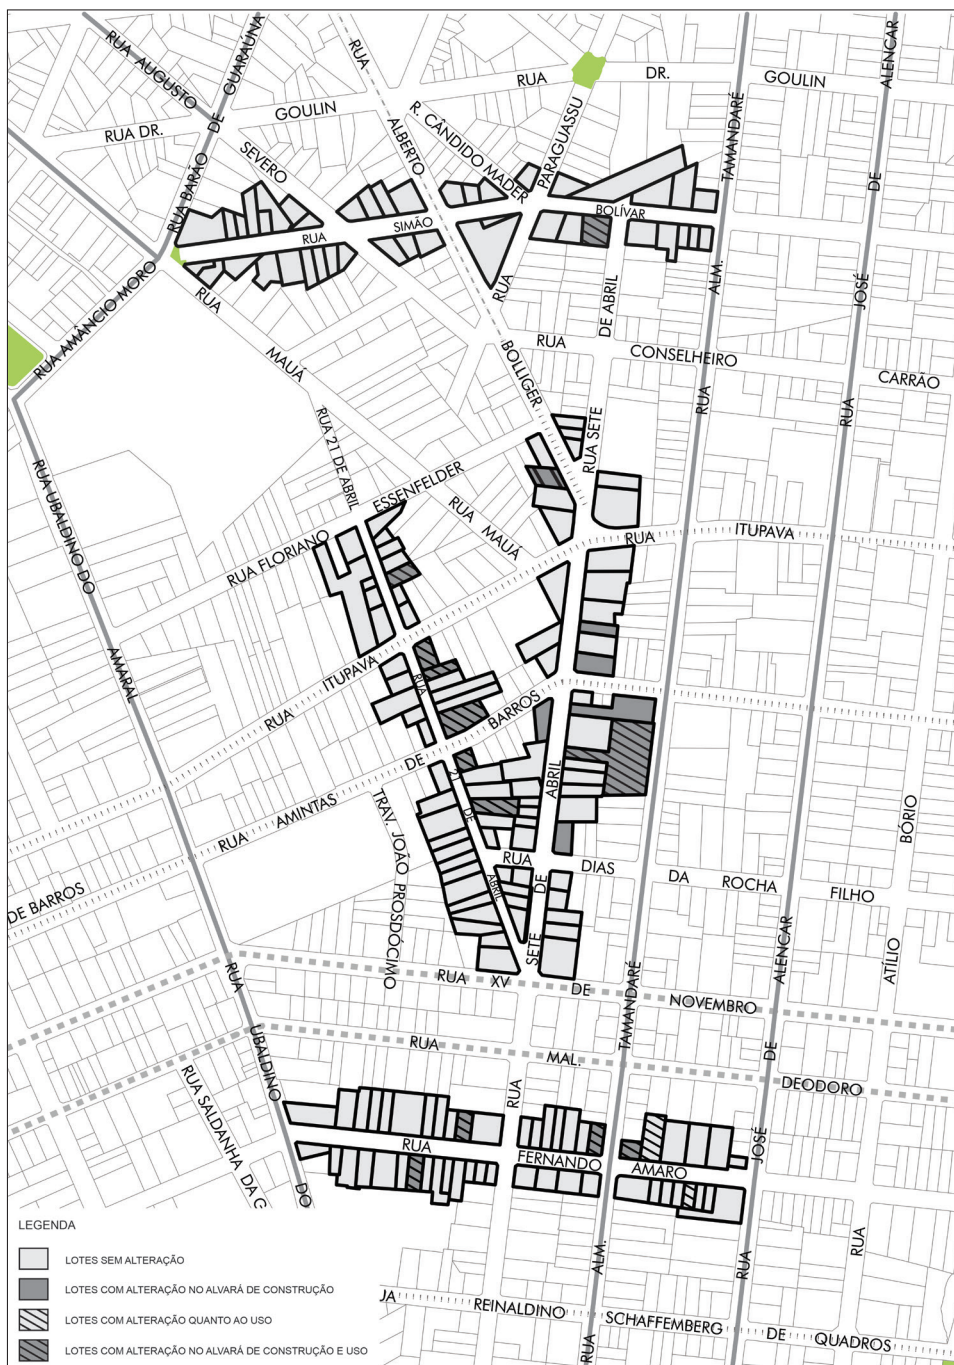 RUA AUGUSTO
SEVERO
RUA BARÃO DE GUARAÚNA
RUA ALBERTO BOLLIGER
RUA DR. GOULIN
RUA DR. GOULIN
R. CÂNDIDO MADER
RUA PARAGUASSU
RUA SIMÃO BOLÍVAR
RUA ALM. TAMANDARÉ
RUA JOSÉ DE ALENCAR
RUA AMÂNCIO MORO
RUA MAUÁ
RUA CONSELHEIRO CARRÃO
RUA SETE DE ABRIL
RUA 21 DE ABRIL
RUA FLORIANO ESSENFELDER
RUA MAUÁ
RUA UBALDINO DO AMARAL
RUA ITUPAVA
RUA ITUPAVA
RUA 21 DE ABRIL
RUA AMINTAS DE BARROS
DE BARROS
ABRIL
DE
SETE
TRAV. JOÃO PROSDÓCIMO
RUA DIAS DA ROCHA FILHO
ATÍLIO BÓRIO
ALENCAR
DE
JOSÉ
RUA
TAMANDARÉ
RUA XV DE NOVEMBRO
RUA MAL. DEODORO
RUA UBALDINO DO
RUA SALDANHA DA G
RUA
RUA FERNANDO AMARO
ALM.
RUA
RUA
UA REINALDINO SCHAFFEMBERG DE QUADROS
LEGENDA
LOTES SEM ALTERAÇÃO
LOTES COM ALTERAÇÃO NO ALVARÁ DE CONSTRUÇÃO
LOTES COM ALTERAÇÃO QUANTO AO USO
LOTES COM ALTERAÇÃO NO ALVARÁ DE CONSTRUÇÃO E USO